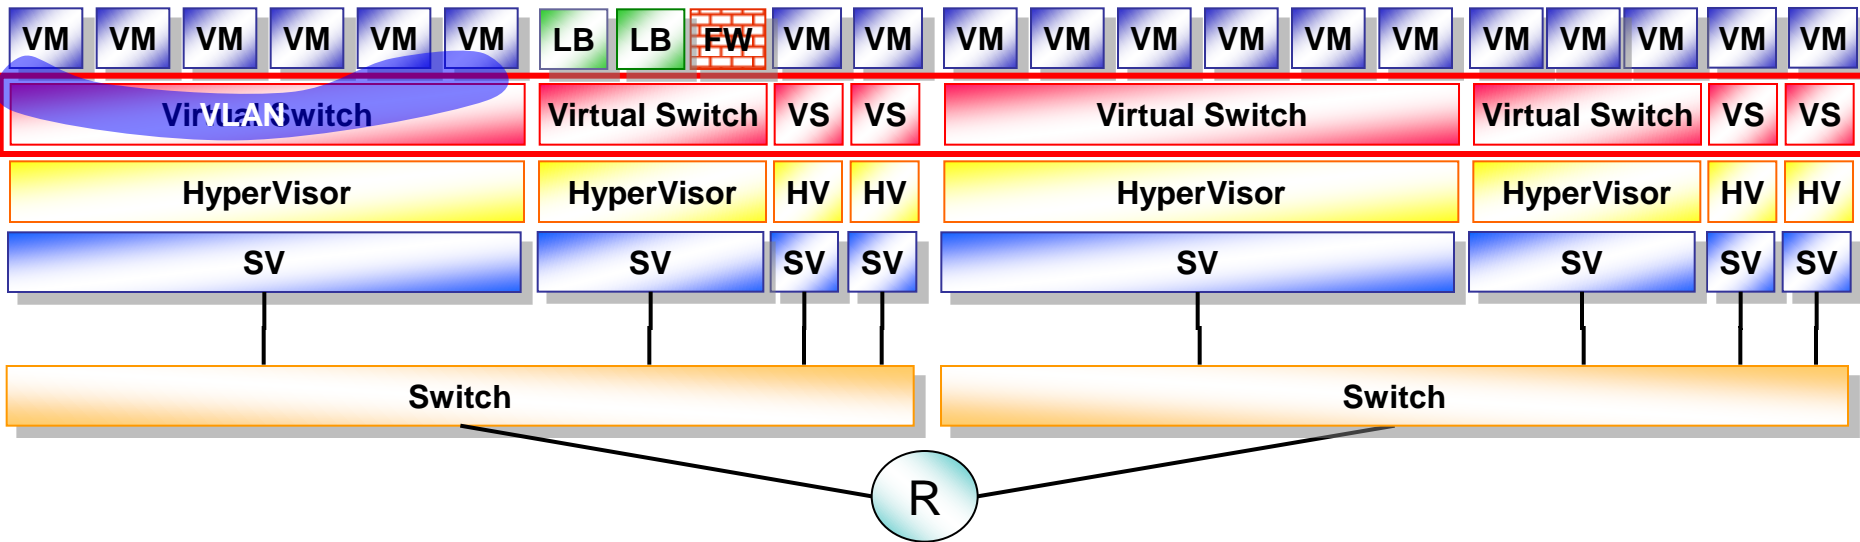 VM VM VM VM VM VM LB LB FW VM VM VM VM VM VM VM VM VM VM VM VM VM
Virtual Switch VLAN Virtual Switch VS VS Virtual Switch Virtual Switch VS VS
HyperVisor HyperVisor HV HV HyperVisor HyperVisor HV HV
SV SV SV SV SV SV SV SV
Switch Switch
R